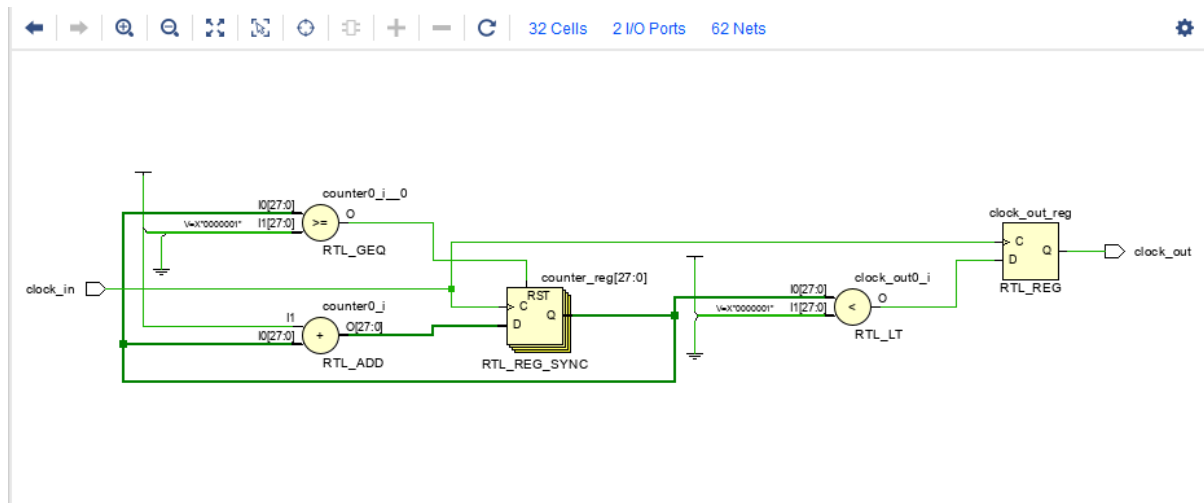 32 Cells 2 I/O Ports 62 Nets
counter0_i__0
I0[27:0]
O
V=X"0000001"
I1[27:0]
>=
RTL_GEQ
clock_in
counter0_i
I1
O[27:0]
I0[27:0]
+
RTL_ADD
counter_reg[27:0]
RST
C
Q
D
RTL_REG_SYNC
clock_out0_i
I0[27:0]
O
V=X"0000001"
I1[27:0]
<
RTL_LT
clock_out_reg
C
Q
D
RTL_REG
clock_out